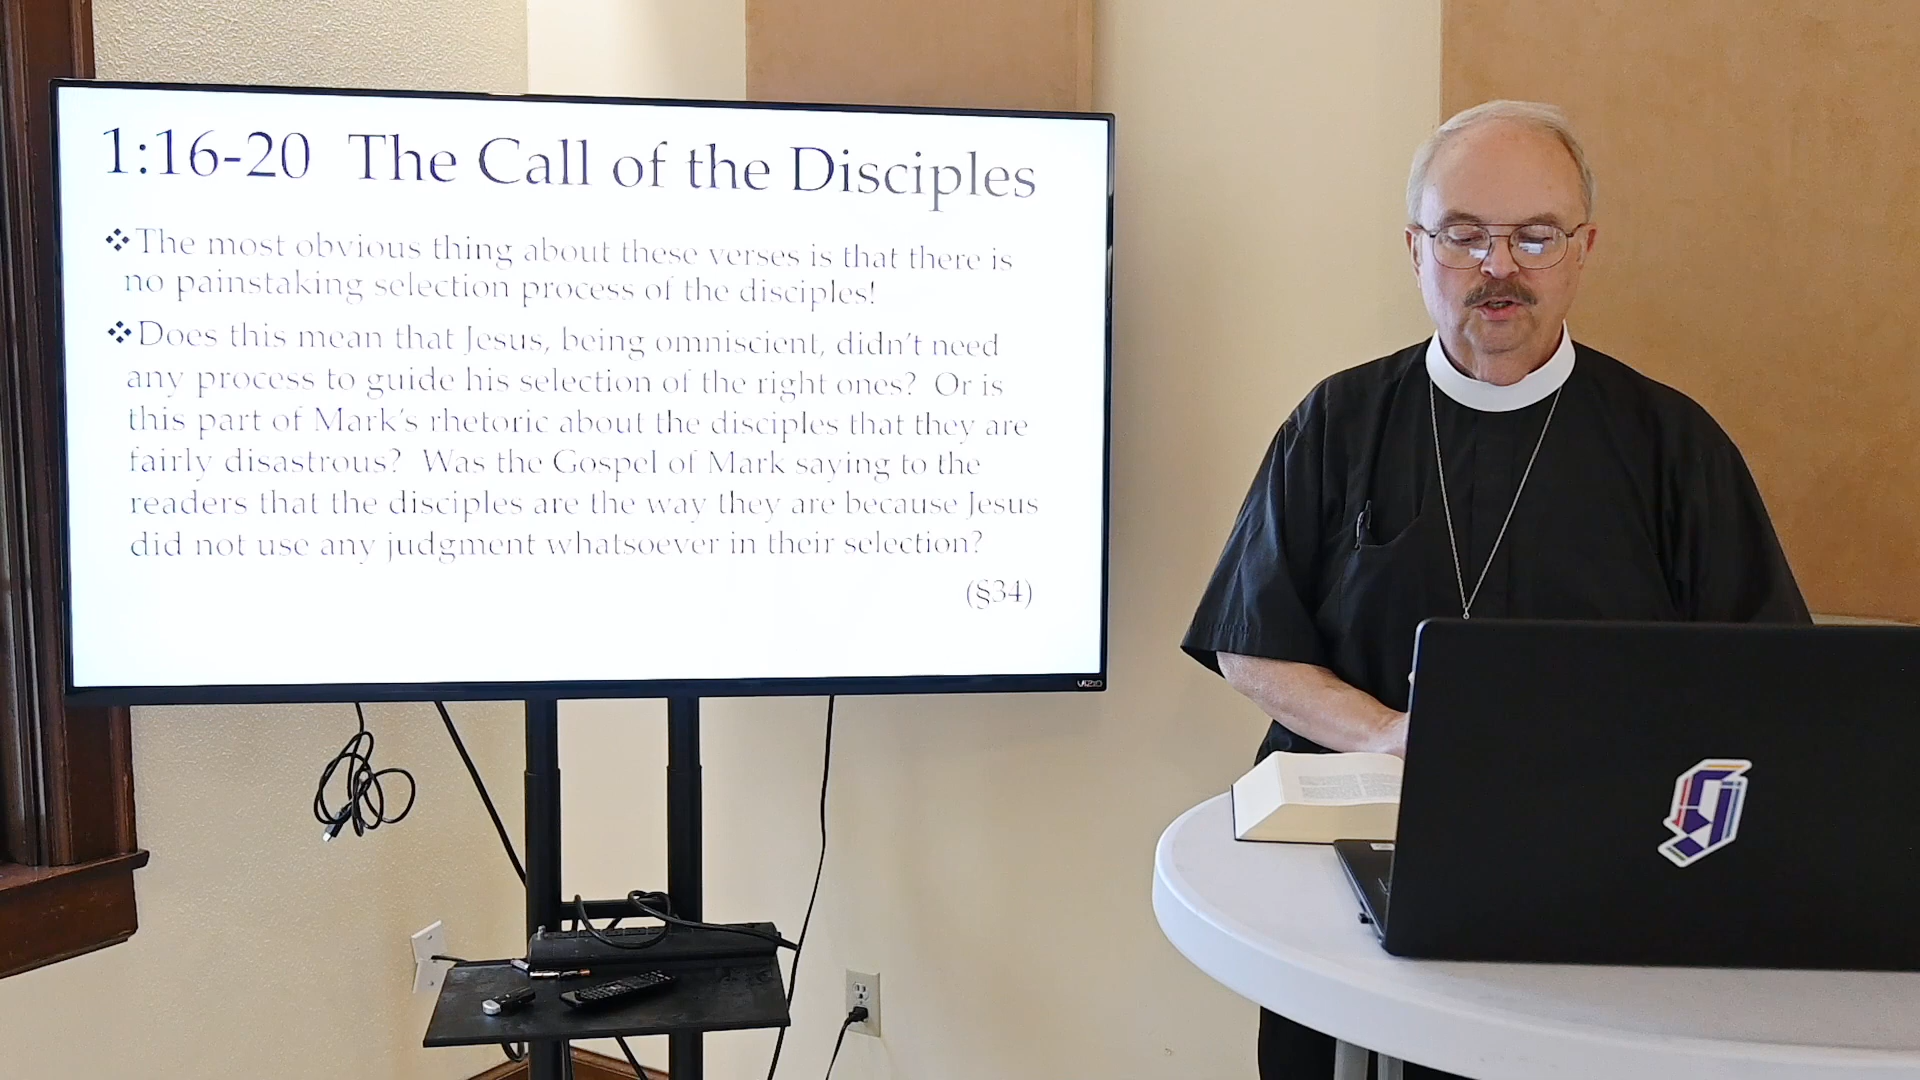 1:16-20 The Call of the Disciples
❖The most obvious thing about these verses is that there is
no painstaking selection process of the disciples!
❖Does this mean that Jesus, being omniscient, didn't need
any process to guide his selection of the right ones? Or is
this part of Mark's rhetoric about the disciples that they are
fairly disastrous? Was the Gospel of Mark saying to the
readers that the disciples are the way they are because Jesus
did not use any judgment whatsoever in their selection?
(§34)
VIZIO